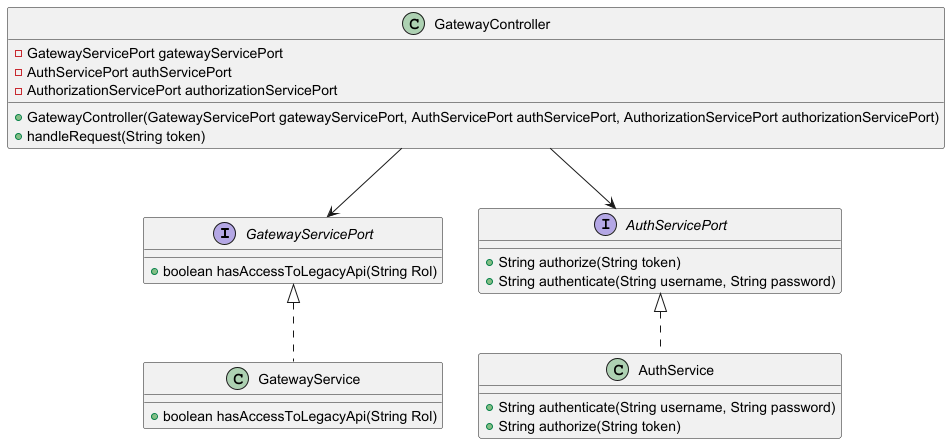 C GatewayController
GatewayServicePort gatewayServicePort
AuthServicePort authServicePort
AuthorizationServicePort authorizationServicePort
GatewayController(GatewayServicePort gatewayServicePort, AuthServicePort authServicePort, AuthorizationServicePort authorizationServicePort)
handleRequest(String token)
I GatewayServicePort
boolean hasAccessToLegacyApi(String Rol)
I AuthServicePort
String authorize(String token)
String authenticate(String username, String password)
C GatewayService
boolean hasAccessToLegacyApi(String Rol)
C AuthService
String authenticate(String username, String password)
String authorize(String token)